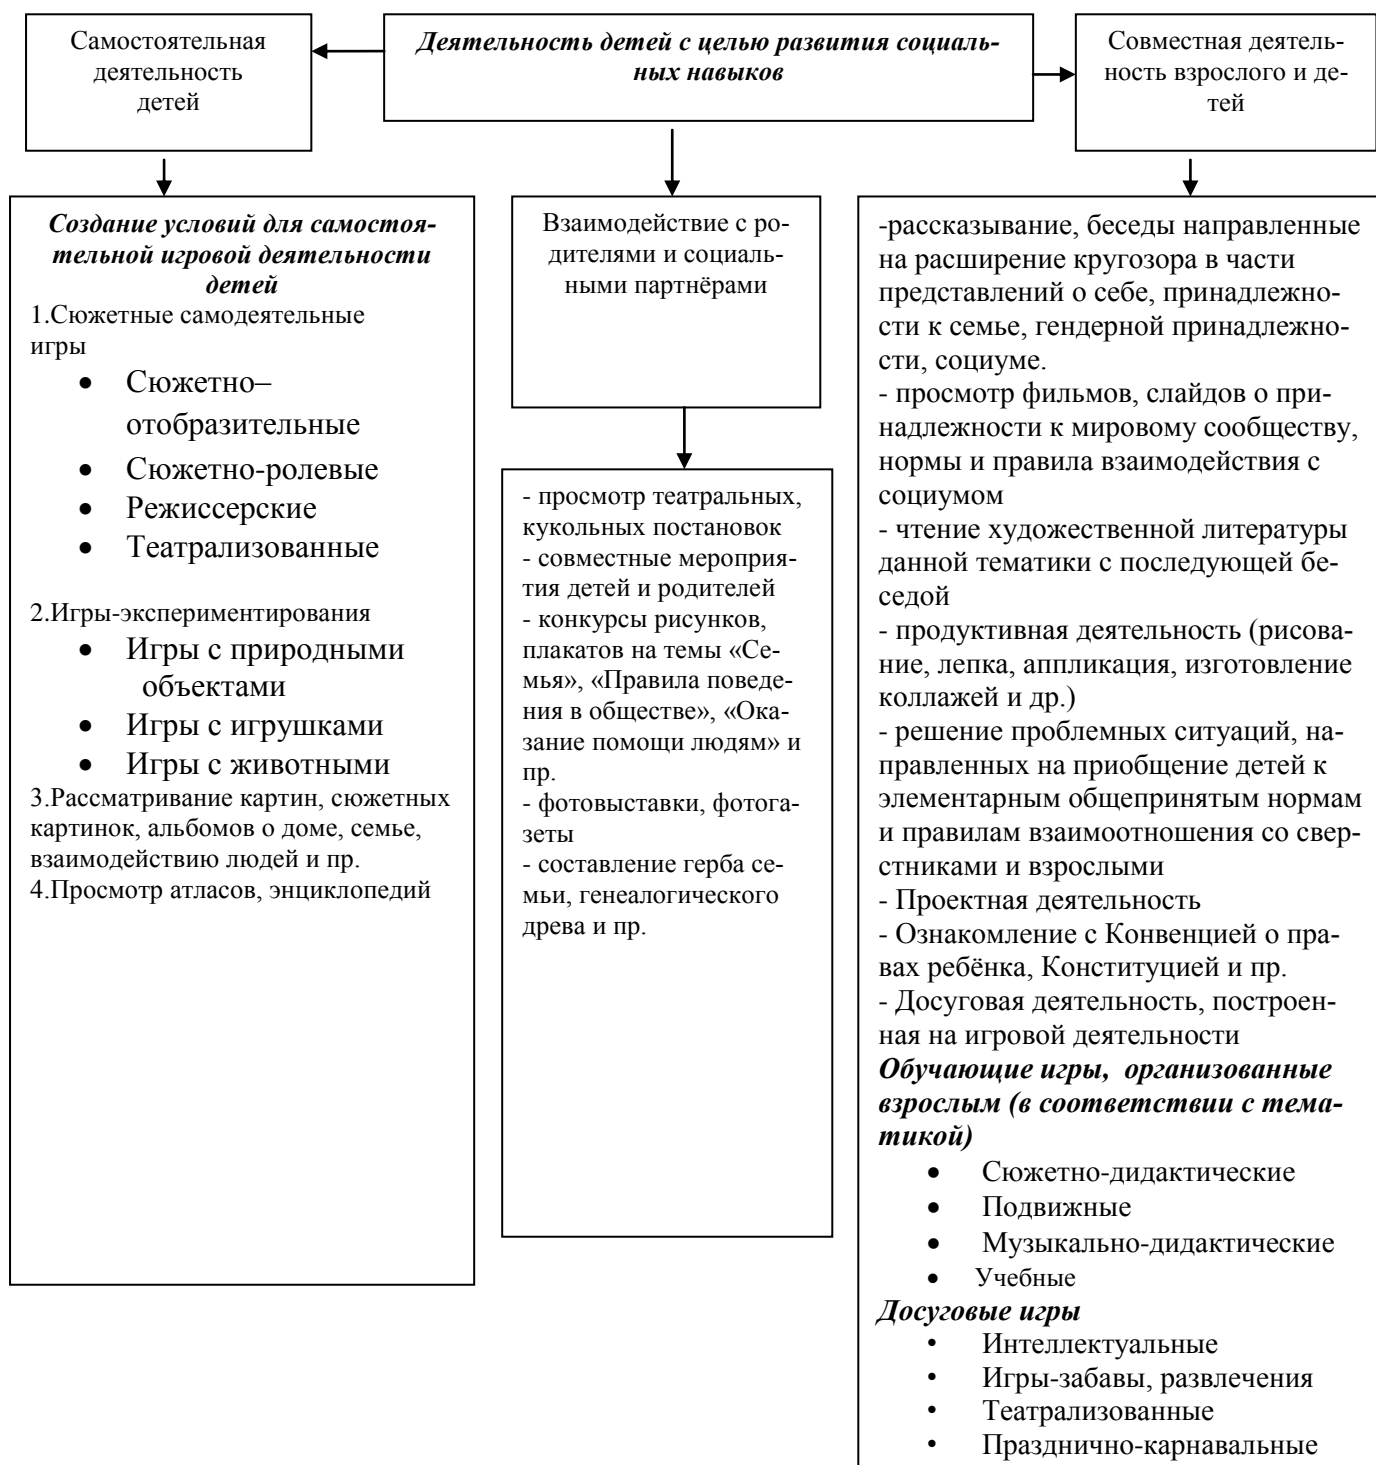 Самостоятельная
деятельность
детей
Деятельность детей с целью развития социаль-
ных навыков
Совместная деятель-
ность взрослого и де-
тей
Создание условий для самостоя-
тельной игровой деятельности
детей
1.Сюжетные самодеятельные
игры
• Сюжетно–
отобразительные
• Сюжетно-ролевые
• Режиссерские
• Театрализованные
2.Игры-экспериментирования
• Игры с природными
объектами
• Игры с игрушками
• Игры с животными
3.Рассматривание картин, сюжетных
картинок, альбомов о доме, семье,
взаимодействию людей и пр.
4.Просмотр атласов, энциклопедий
Взаимодействие с ро-
дителями и социаль-
ными партнёрами
- просмотр театральных,
кукольных постановок
- совместные мероприя-
тия детей и родителей
- конкурсы рисунков,
плакатов на темы «Се-
мья», «Правила поведе-
ния в обществе», «Ока-
зание помощи людям» и
пр.
- фотовыставки, фотога-
зеты
- составление герба се-
мьи, генеалогического
древа и пр.
-рассказывание, беседы направленные
на расширение кругозора в части
представлений о себе, принадлежно-
сти к семье, гендерной принадлежно-
сти, социуме.
- просмотр фильмов, слайдов о при-
надлежности к мировому сообществу,
нормы и правила взаимодействия с
социумом
- чтение художественной литературы
данной тематики с последующей бе-
седой
- продуктивная деятельность (рисова-
ние, лепка, аппликация, изготовление
коллажей и др.)
- решение проблемных ситуаций, на-
правленных на приобщение детей к
элементарным общепринятым нормам
и правилам взаимоотношения со свер-
стниками и взрослыми
- Проектная деятельность
- Ознакомление с Конвенцией о пра-
вах ребёнка, Конституцией и пр.
- Досуговая деятельность, построен-
ная на игровой деятельности
Обучающие игры, организованные
взрослым (в соответствии с тема-
тикой)
• Сюжетно-дидактические
• Подвижные
• Музыкально-дидактические
• Учебные
Досуговые игры
• Интеллектуальные
• Игры-забавы, развлечения
• Театрализованные
• Празднично-карнавальные